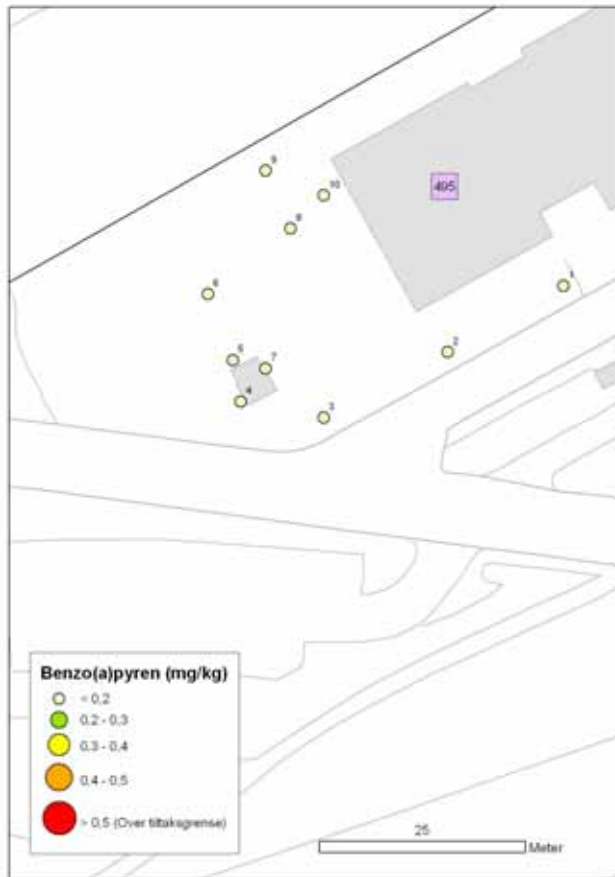 9
10
495
8
6
1
2
5
7
4
3
Benzo(a)pyren (mg/kg)
< 0,2
0,2 - 0,3
0,3 - 0,4
0,4 - 0,5
> 0,5 (Over tiltaksgrense)
25
Meter